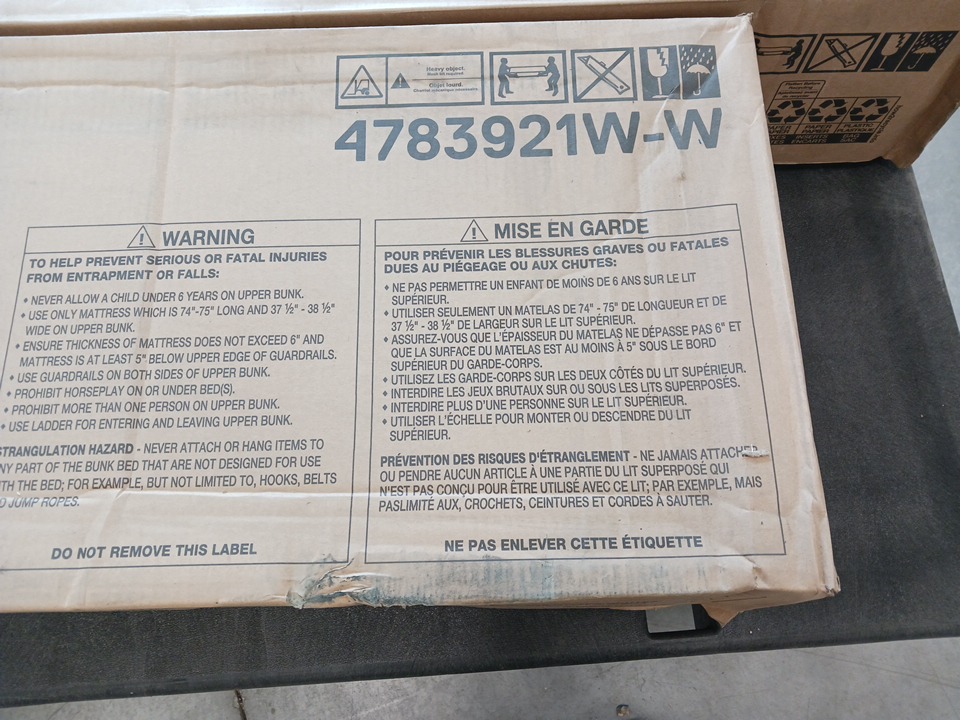 Heavy object.
Objet lourd.
4783921W-W
WARNING
TO HELP PREVENT SERIOUS OR FATAL INJURIES
FROM ENTRAPMENT OR FALLS:
• NEVER ALLOW A CHILD UNDER 6 YEARS ON UPPER BUNK.
• USE ONLY MATTRESS WHICH IS 74"-75" LONG AND 37 ½" - 38 ½"
WIDE ON UPPER BUNK.
• ENSURE THICKNESS OF MATTRESS DOES NOT EXCEED 6" AND
MATTRESS IS AT LEAST 5" BELOW UPPER EDGE OF GUARDRAILS.
• USE GUARDRAILS ON BOTH SIDES OF UPPER BUNK.
• PROHIBIT HORSEPLAY ON OR UNDER BED(S).
• PROHIBIT MORE THAN ONE PERSON ON UPPER BUNK.
• USE LADDER FOR ENTERING AND LEAVING UPPER BUNK.
STRANGULATION HAZARD - NEVER ATTACH OR HANG ITEMS TO
NY PART OF THE BUNK BED THAT ARE NOT DESIGNED FOR USE
TH THE BED; FOR EXAMPLE, BUT NOT LIMITED TO, HOOKS, BELTS
D JUMP ROPES.
DO NOT REMOVE THIS LABEL
MISE EN GARDE
POUR PRÉVENIR LES BLESSURES GRAVES OU FATALES
DUES AU PIÉGEAGE OU AUX CHUTES:
• NE PAS PERMETTRE UN ENFANT DE MOINS DE 6 ANS SUR LE LIT
SUPÉRIEUR.
• UTILISER SEULEMENT UN MATELAS DE 74" - 75" DE LONGUEUR ET DE
37 ½" - 38 ½" DE LARGEUR SUR LE LIT SUPÉRIEUR.
• ASSUREZ-VOUS QUE L'ÉPAISSEUR DU MATELAS NE DÉPASSE PAS 6" ET
QUE LA SURFACE DU MATELAS EST AU MOINS À 5" SOUS LE BORD
SUPÉRIEUR DU GARDE-CORPS.
• UTILISEZ LES GARDE-CORPS SUR LES DEUX CÔTÉS DU LIT SUPÉRIEUR.
• INTERDIRE LES JEUX BRUTAUX SUR OU SOUS LES LITS SUPERPOSÉS.
• INTERDIRE PLUS D'UNE PERSONNE SUR LE LIT SUPÉRIEUR.
• UTILISER L'ÉCHELLE POUR MONTER OU DESCENDRE DU LIT
SUPÉRIEUR.
PRÉVENTION DES RISQUES D'ÉTRANGLEMENT - NE JAMAIS ATTACHER
OU PENDRE AUCUN ARTICLE À UNE PARTIE DU LIT SUPERPOSÉ QUI
N'EST PAS CONÇU POUR ÊTRE UTILISÉ AVEC CE LIT; PAR EXEMPLE, MAIS
PASLIMITÉ AUX, CROCHETS, CEINTURES ET CORDES À SAUTER.
NE PAS ENLEVER CETTE ÉTIQUETTE
PAPER PLASTIC
INSERTS BAG
ENCARTS SAC